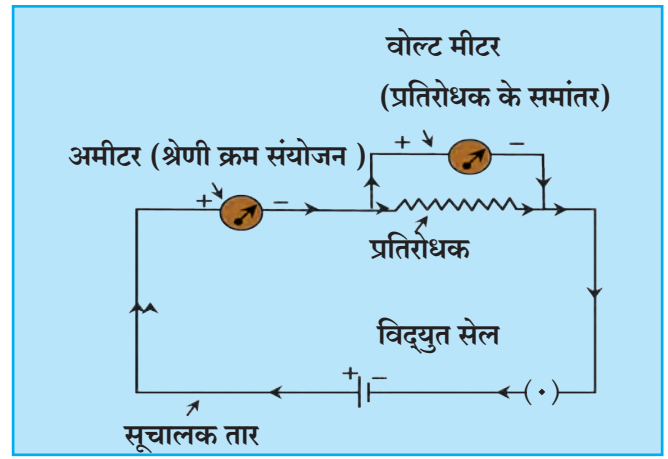 वोल्ट मीटर
(प्रतिरोधक के समांतर)
+ −
अमीटर (श्रेणी क्रम संयोजन )
+ −
प्रतिरोधक
विद्‌युत सेल
+ −
(·)
सूचालक तार